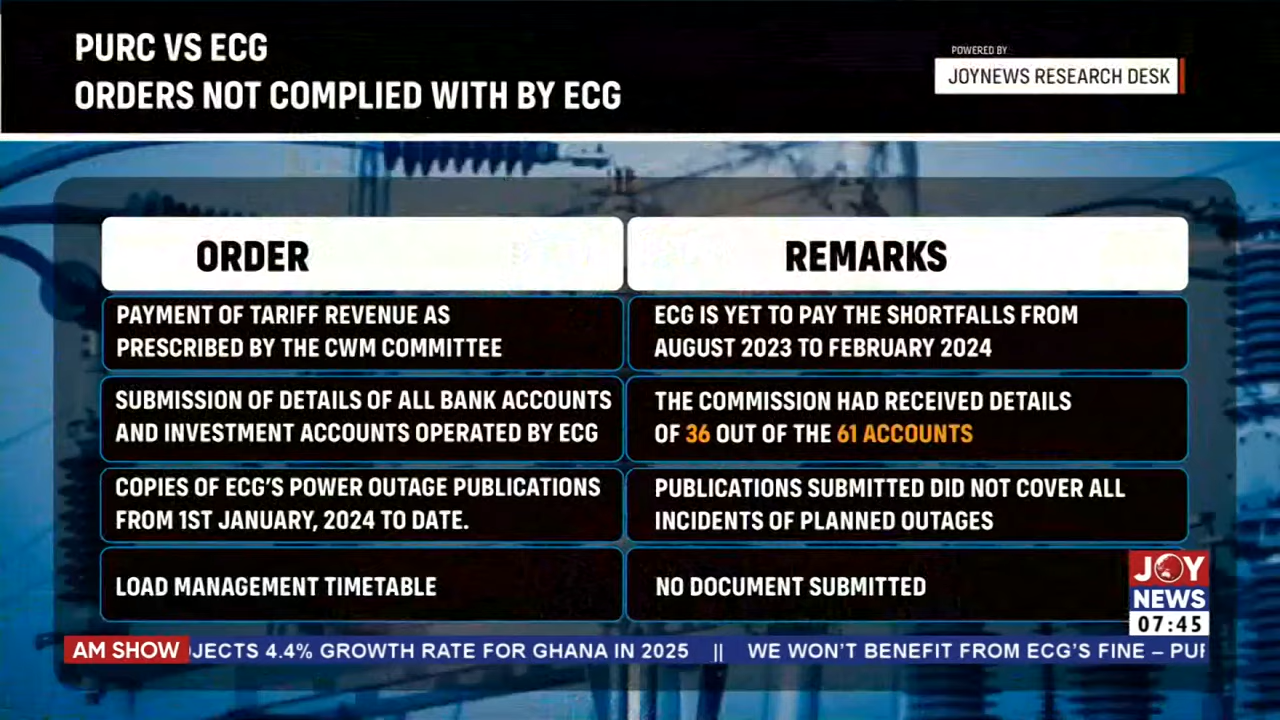 PURC VS ECG
ORDERS NOT COMPLIED WITH BY ECG
POWERED BY
JOYNEWS RESEARCH DESK
ORDER
REMARKS
PAYMENT OF TARIFF REVENUE AS
PRESCRIBED BY THE CWM COMMITTEE
ECG IS YET TO PAY THE SHORTFALLS FROM
AUGUST 2023 TO FEBRUARY 2024
SUBMISSION OF DETAILS OF ALL BANK ACCOUNTS
AND INVESTMENT ACCOUNTS OPERATED BY ECG
THE COMMISSION HAD RECEIVED DETAILS
OF 36 OUT OF THE 61 ACCOUNTS
COPIES OF ECG'S POWER OUTAGE PUBLICATIONS
FROM 1ST JANUARY, 2024 TO DATE.
PUBLICATIONS SUBMITTED DID NOT COVER ALL
INCIDENTS OF PLANNED OUTAGES
LOAD MANAGEMENT TIMETABLE
NO DOCUMENT SUBMITTED
JOY
NEWS
07:45
AM SHOW
JECTS 4.4% GROWTH RATE FOR GHANA IN 2025 || WE WON'T BENEFIT FROM ECG'S FINE –